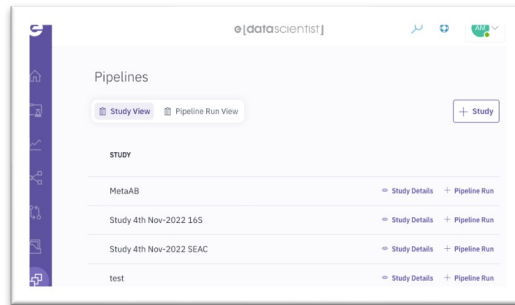 e[datascientist]
AM
Pipelines
Study View Pipeline Run View + Study
STUDY
MetaAB Study Details + Pipeline Run
Study 4th Nov-2022 16S Study Details + Pipeline Run
Study 4th Nov-2022 SEAC Study Details + Pipeline Run
test Study Details + Pipeline Run